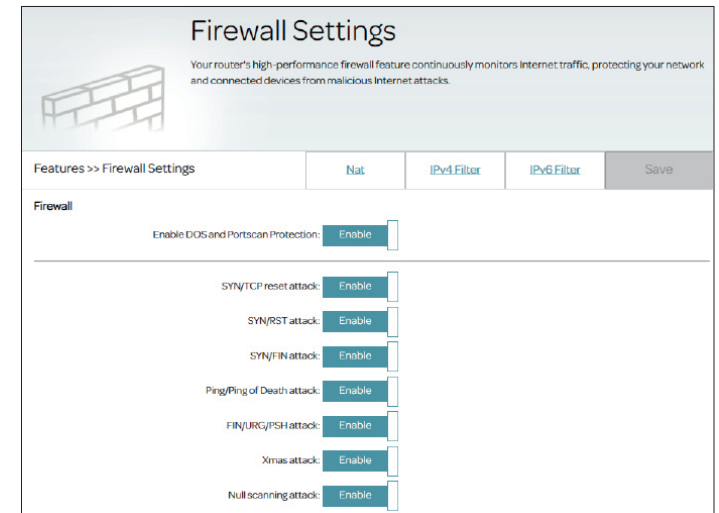 Firewall Settings
Your router's high-performance firewall feature continuously monitors Internet traffic, protecting your network
and connected devices from malicious Internet attacks.
Features >> Firewall Settings
Nat
IPv4 Filter
IPv6 Filter
Save
Firewall
Enable DOS and Portscan Protection: Enable
SYN/TCP reset attack: Enable
SYN/RST attack: Enable
SYN/FIN attack: Enable
Ping/Ping of Death attack: Enable
FIN/URG/PSH attack: Enable
Xmas attack: Enable
Null scanning attack: Enable